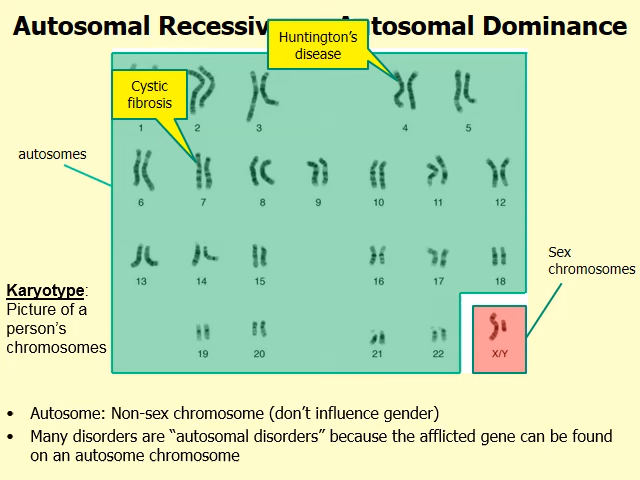 Autosomal Recessiv Autosomal Dominance
Huntington's
disease
Cystic
fibrosis
1 2 3 4 5
autosomes
6 7 8 9 10 11 12
Sex
chromosomes
13 14 15 16 17 18
Karyotype:
Picture of a
person's
chromosomes
19 20 21 22 X/Y
• Autosome: Non-sex chromosome (don't influence gender)
• Many disorders are "autosomal disorders" because the afflicted gene can be found
on an autosome chromosome